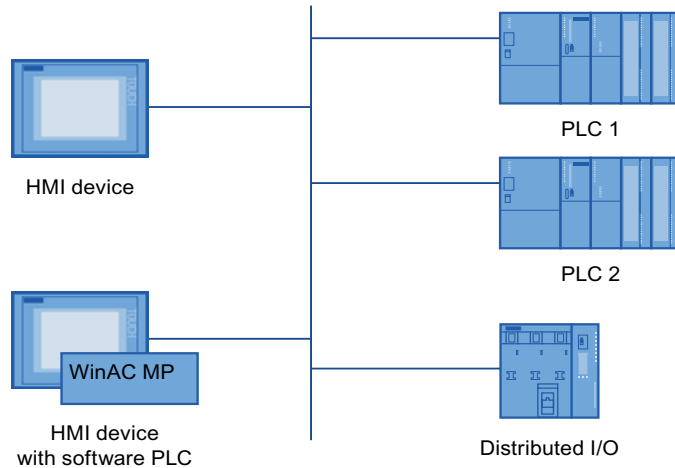 PLC 1
HMI device
PLC 2
WinAC MP
HMI device
with software PLC
Distributed I/O